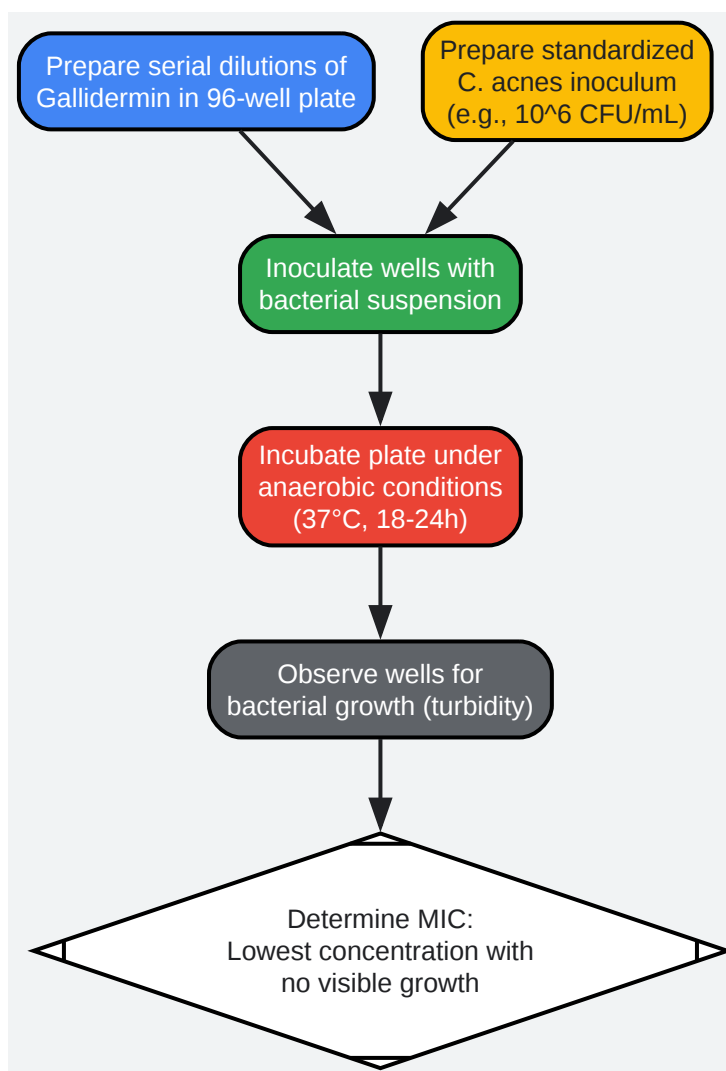 Prepare serial dilutions of
Gallidermin in 96-well plate
Prepare standardized
C. acnes inoculum
(e.g., 10^6 CFU/mL)
Inoculate wells with
bacterial suspension
Incubate plate under
anaerobic conditions
(37°C, 18-24h)
Observe wells for
bacterial growth (turbidity)
Determine MIC:
Lowest concentration with
no visible growth